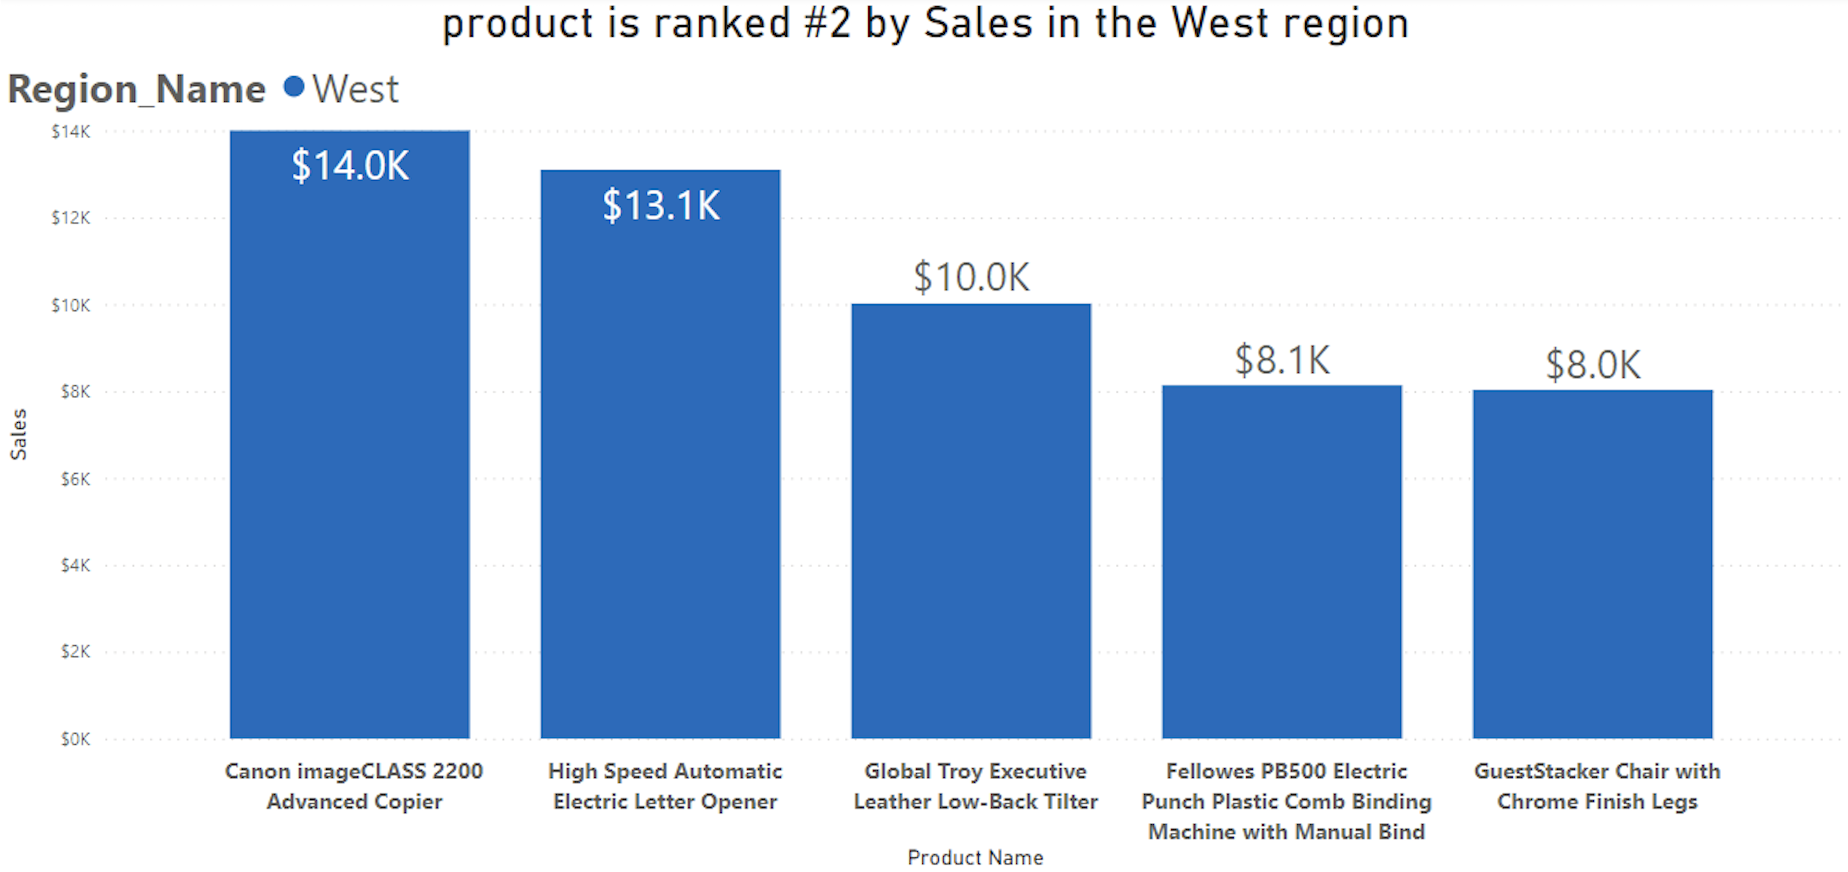 product is ranked #2 by Sales in the West region
Region_Name West
$14K
$12K
$10K
$8K
$6K
$4K
$2K
$0K
Sales
$14.0K
$13.1K
$10.0K
$8.1K
$8.0K
Canon imageCLASS 2200
Advanced Copier
High Speed Automatic
Electric Letter Opener
Global Troy Executive
Leather Low-Back Tilter
Fellowes PB500 Electric
Punch Plastic Comb Binding
Machine with Manual Bind
GuestStacker Chair with
Chrome Finish Legs
Product Name